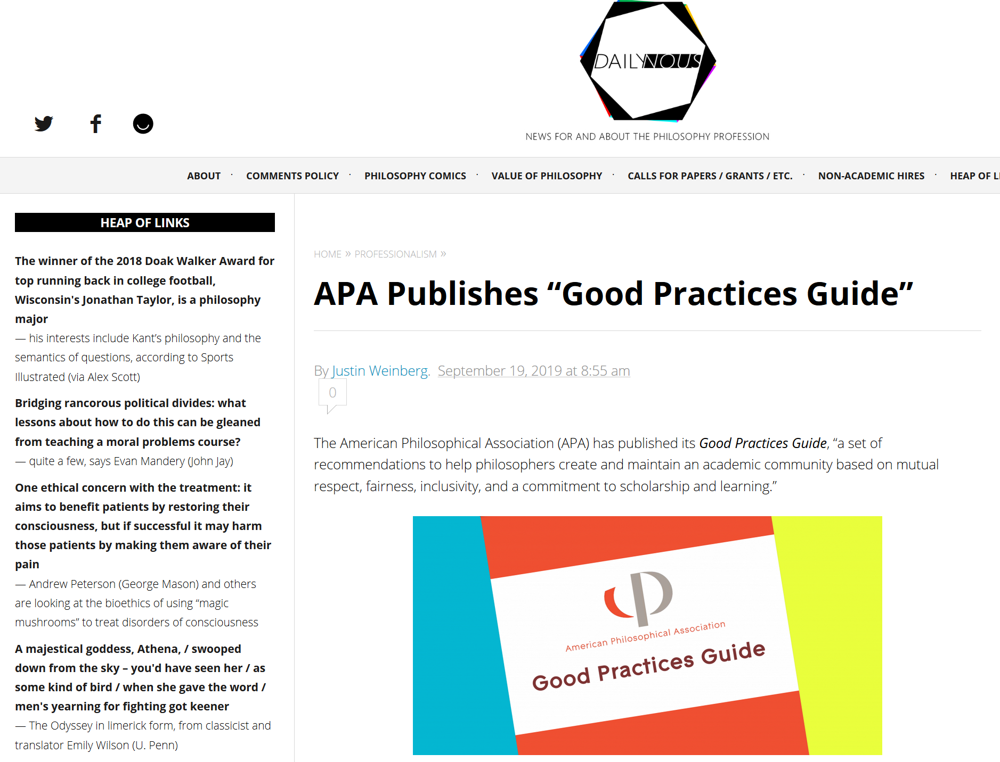 DAILYNOUS
NEWS FOR AND ABOUT THE PHILOSOPHY PROFESSION
ABOUT · COMMENTS POLICY · PHILOSOPHY COMICS · VALUE OF PHILOSOPHY · CALLS FOR PAPERS / GRANTS / ETC. · NON-ACADEMIC HIRES · HEAP OF
HEAP OF LINKS
The winner of the 2018 Doak Walker Award for
top running back in college football,
Wisconsin's Jonathan Taylor, is a philosophy
major
— his interests include Kant’s philosophy and the
semantics of questions, according to Sports
Illustrated (via Alex Scott)
Bridging rancorous political divides: what
lessons about how to do this can be gleaned
from teaching a moral problems course?
— quite a few, says Evan Mandery (John Jay)
One ethical concern with the treatment: it
aims to benefit patients by restoring their
consciousness, but if successful it may harm
those patients by making them aware of their
pain
— Andrew Peterson (George Mason) and others
are looking at the bioethics of using “magic
mushrooms” to treat disorders of consciousness
A majestical goddess, Athena, / swooped
down from the sky – you'd have seen her / as
some kind of bird / when she gave the word /
men's yearning for fighting got keener
— The Odyssey in limerick form, from classicist and
translator Emily Wilson (U. Penn)
HOME » PROFESSIONALISM »
APA Publishes “Good Practices Guide”
By Justin Weinberg. September 19, 2019 at 8:55 am
0
The American Philosophical Association (APA) has published its Good Practices Guide, “a set of
recommendations to help philosophers create and maintain an academic community based on mutual
respect, fairness, inclusivity, and a commitment to scholarship and learning.”
American Philosophical Association
Good Practices Guide